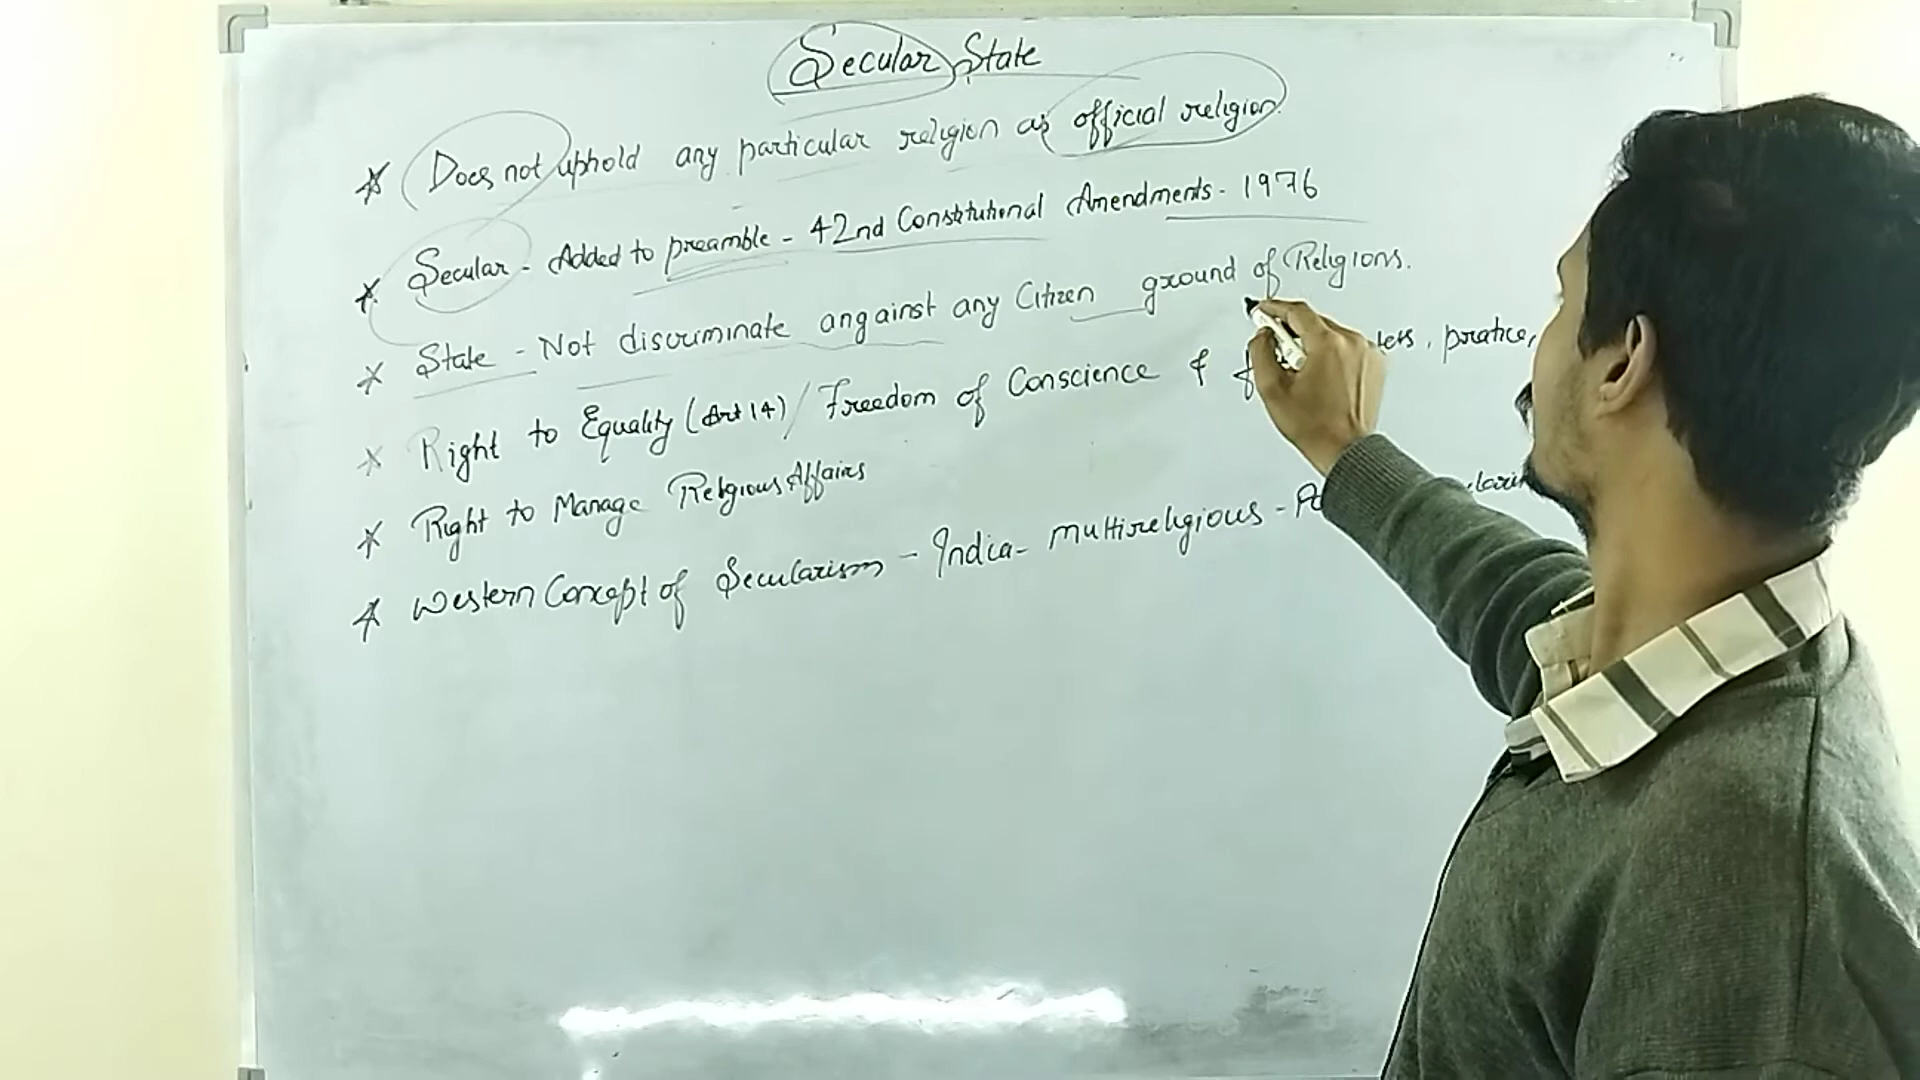 Secular State
* Does not uphold any particular religion as official religion.
* Secular - Added to preamble - 42nd Constitutional Amendments - 1976
* State - Not discriminate angainst any Citizen ground of Religions.
* Right to Equality (Art 14) / Freedom of Conscience & pratice,
* Right to Manage Religious Affairs
* Western Concept of Secularism - India - multireligious -